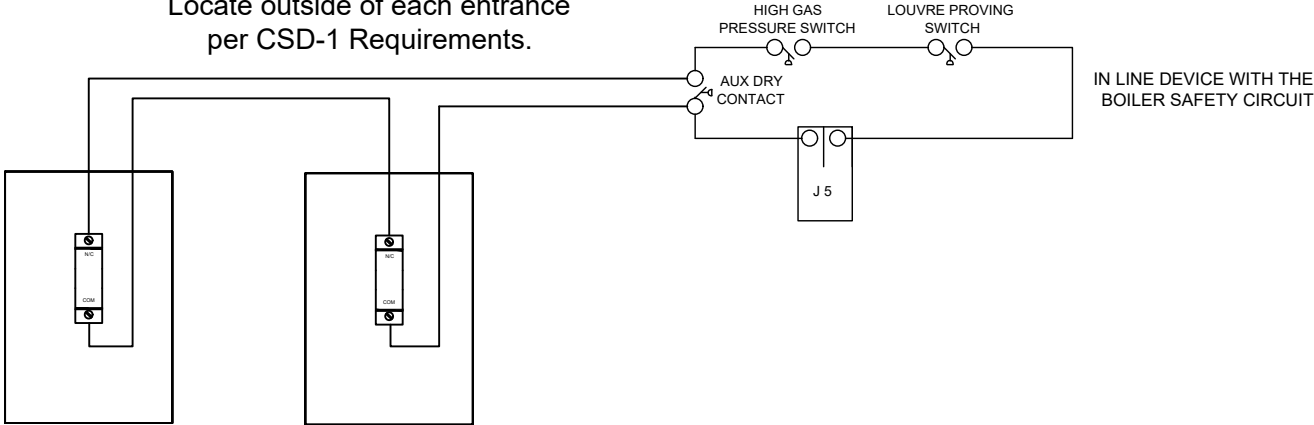 Locate outside of each entrance
per CSD-1 Requirements.
HIGH GAS
PRESSURE SWITCH
LOUVRE PROVING
SWITCH
AUX DRY
CONTACT
IN LINE DEVICE WITH THE
BOILER SAFETY CIRCUIT
J 5
N/C
COM
N/C
COM